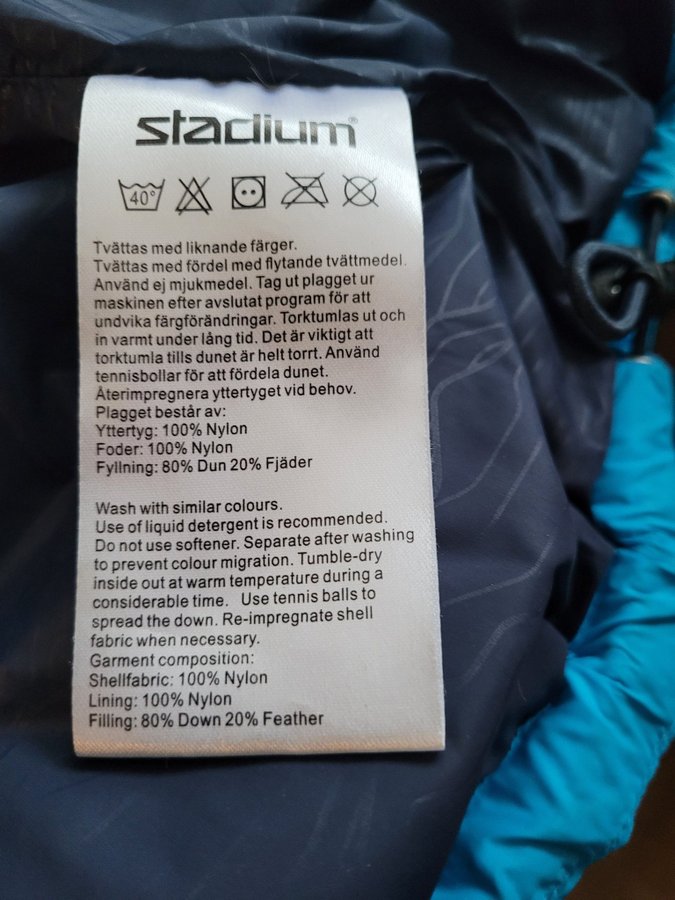 stadium®
40°
Tvättas med liknande färger.
Tvättas med fördel med flytande tvättmedel.
Använd ej mjukmedel. Tag ut plagget ur
maskinen efter avslutat program för att
undvika färgförändringar. Torktumlas ut och
in varmt under lång tid. Det är viktigt att
torktumla tills dunet är helt torrt. Använd
tennisbollar för att fördela dunet.
Återimpregnera yttertyget vid behov.
Plagget består av:
Yttertyg: 100% Nylon
Foder: 100% Nylon
Fyllning: 80% Dun 20% Fjäder
Wash with similar colours.
Use of liquid detergent is recommended.
Do not use softener. Separate after washing
to prevent colour migration. Tumble-dry
inside out at warm temperature during a
considerable time. Use tennis balls to
spread the down. Re-impregnate shell
fabric when necessary.
Garment composition:
Shellfabric: 100% Nylon
Lining: 100% Nylon
Filling: 80% Down 20% Feather